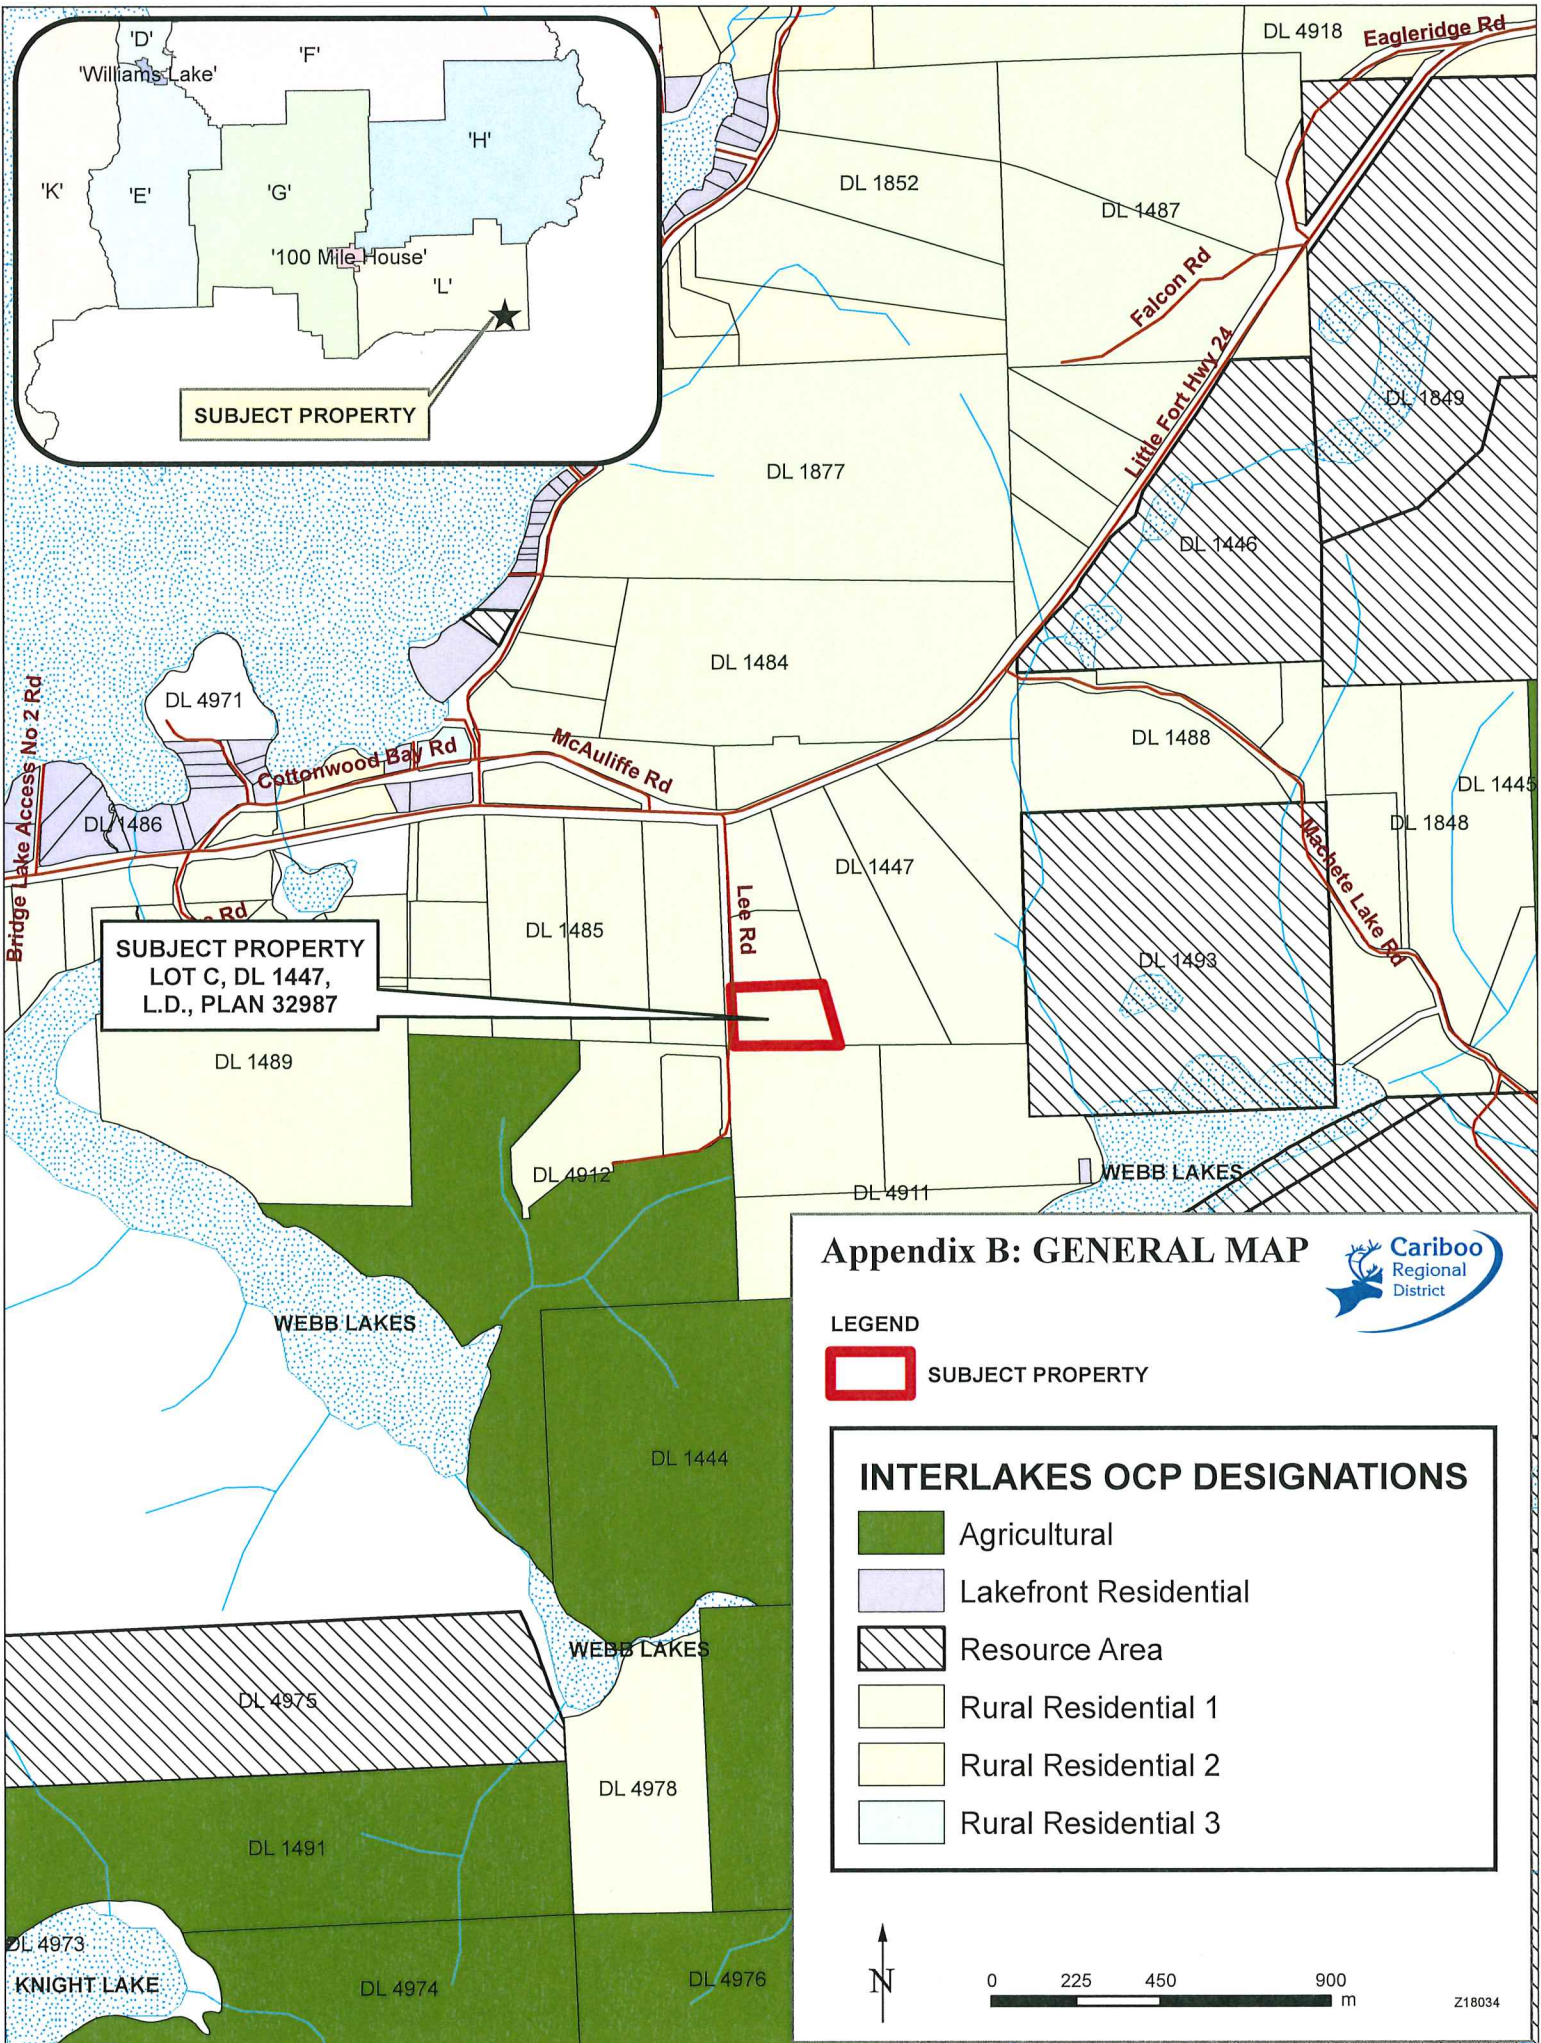 'D'
'F'
'Williams Lake'
'H'
'K'
'E'
'G'
'100 Mile House'
'L'
SUBJECT PROPERTY
DL 4918
Eagleridge Rd
DL 1852
DL 1487
Falcon Rd
Little Fort Hwy 24
DL 1849
DL 1877
DL 1446
DL 1484
DL 4971
Bridge Lake Access No 2 Rd
Cottonwood Bay Rd
McAuliffe Rd
DL 1488
DL 1445
DL 1486
DL 1848
DL 1447
Machete Lake Rd
Lee Rd
Rd
DL 1485
SUBJECT PROPERTY
LOT C, DL 1447,
L.D., PLAN 32987
DL 1493
DL 1489
DL 4912
WEBB LAKES
DL 4911
WEBB LAKES
DL 1444
WEBB LAKES
DL 4975
DL 4978
DL 1491
DL 4973
KNIGHT LAKE
DL 4974
DL 4976
Appendix B: GENERAL MAP
Cariboo
Regional
District
LEGEND
SUBJECT PROPERTY
INTERLAKES OCP DESIGNATIONS
Agricultural
Lakefront Residential
Resource Area
Rural Residential 1
Rural Residential 2
Rural Residential 3
N
0 225 450 900
m
Z18034